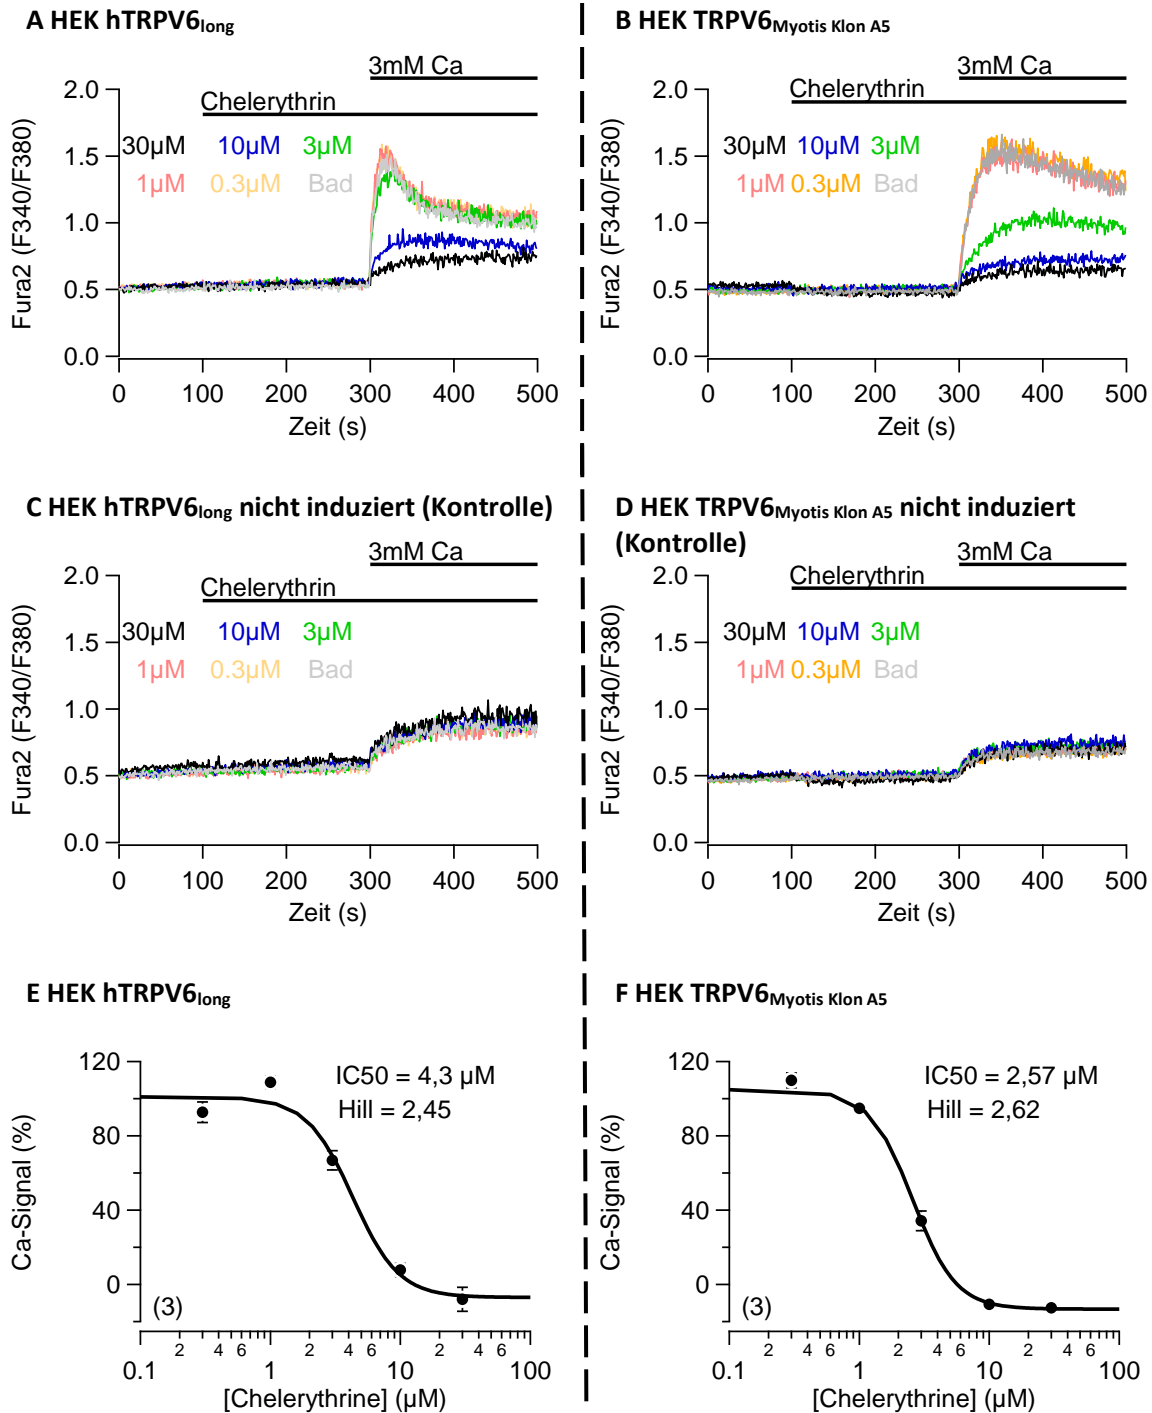 A HEK hTRPV6long
3mM Ca
Chelerythrin
30µM 10µM 3µM
1µM 0.3µM Bad
2.0
1.5
1.0
0.5
0.0
Fura2 (F340/F380)
0 100 200 300 400 500
Zeit (s)
B HEK TRPV6Myotis Klon A5
3mM Ca
Chelerythrin
30µM 10µM 3µM
1µM 0.3µM Bad
2.0
1.5
1.0
0.5
0.0
Fura2 (F340/F380)
0 100 200 300 400 500
Zeit (s)
C HEK hTRPV6long nicht induziert (Kontrolle)
3mM Ca
Chelerythrin
30µM 10µM 3µM
1µM 0.3µM Bad
2.0
1.5
1.0
0.5
0.0
Fura2 (F340/F380)
0 100 200 300 400 500
Zeit (s)
D HEK TRPV6Myotis Klon A5 nicht induziert
(Kontrolle)
3mM Ca
Chelerythrin
30µM 10µM 3µM
1µM 0.3µM Bad
2.0
1.5
1.0
0.5
0.0
Fura2 (F340/F380)
0 100 200 300 400 500
Zeit (s)
E HEK hTRPV6long
IC50 = 4,3 µM
Hill = 2,45
120
80
40
0
Ca-Signal (%)
(3)
2 4 6 2 4 6 2 4 6
0.1 1 10 100
[Chelerythrine] (µM)
F HEK TRPV6Myotis Klon A5
IC50 = 2,57 µM
Hill = 2,62
120
80
40
0
Ca-Signal (%)
(3)
2 4 6 2 4 6 2 4 6
0.1 1 10 100
[Chelerythrine] (µM)